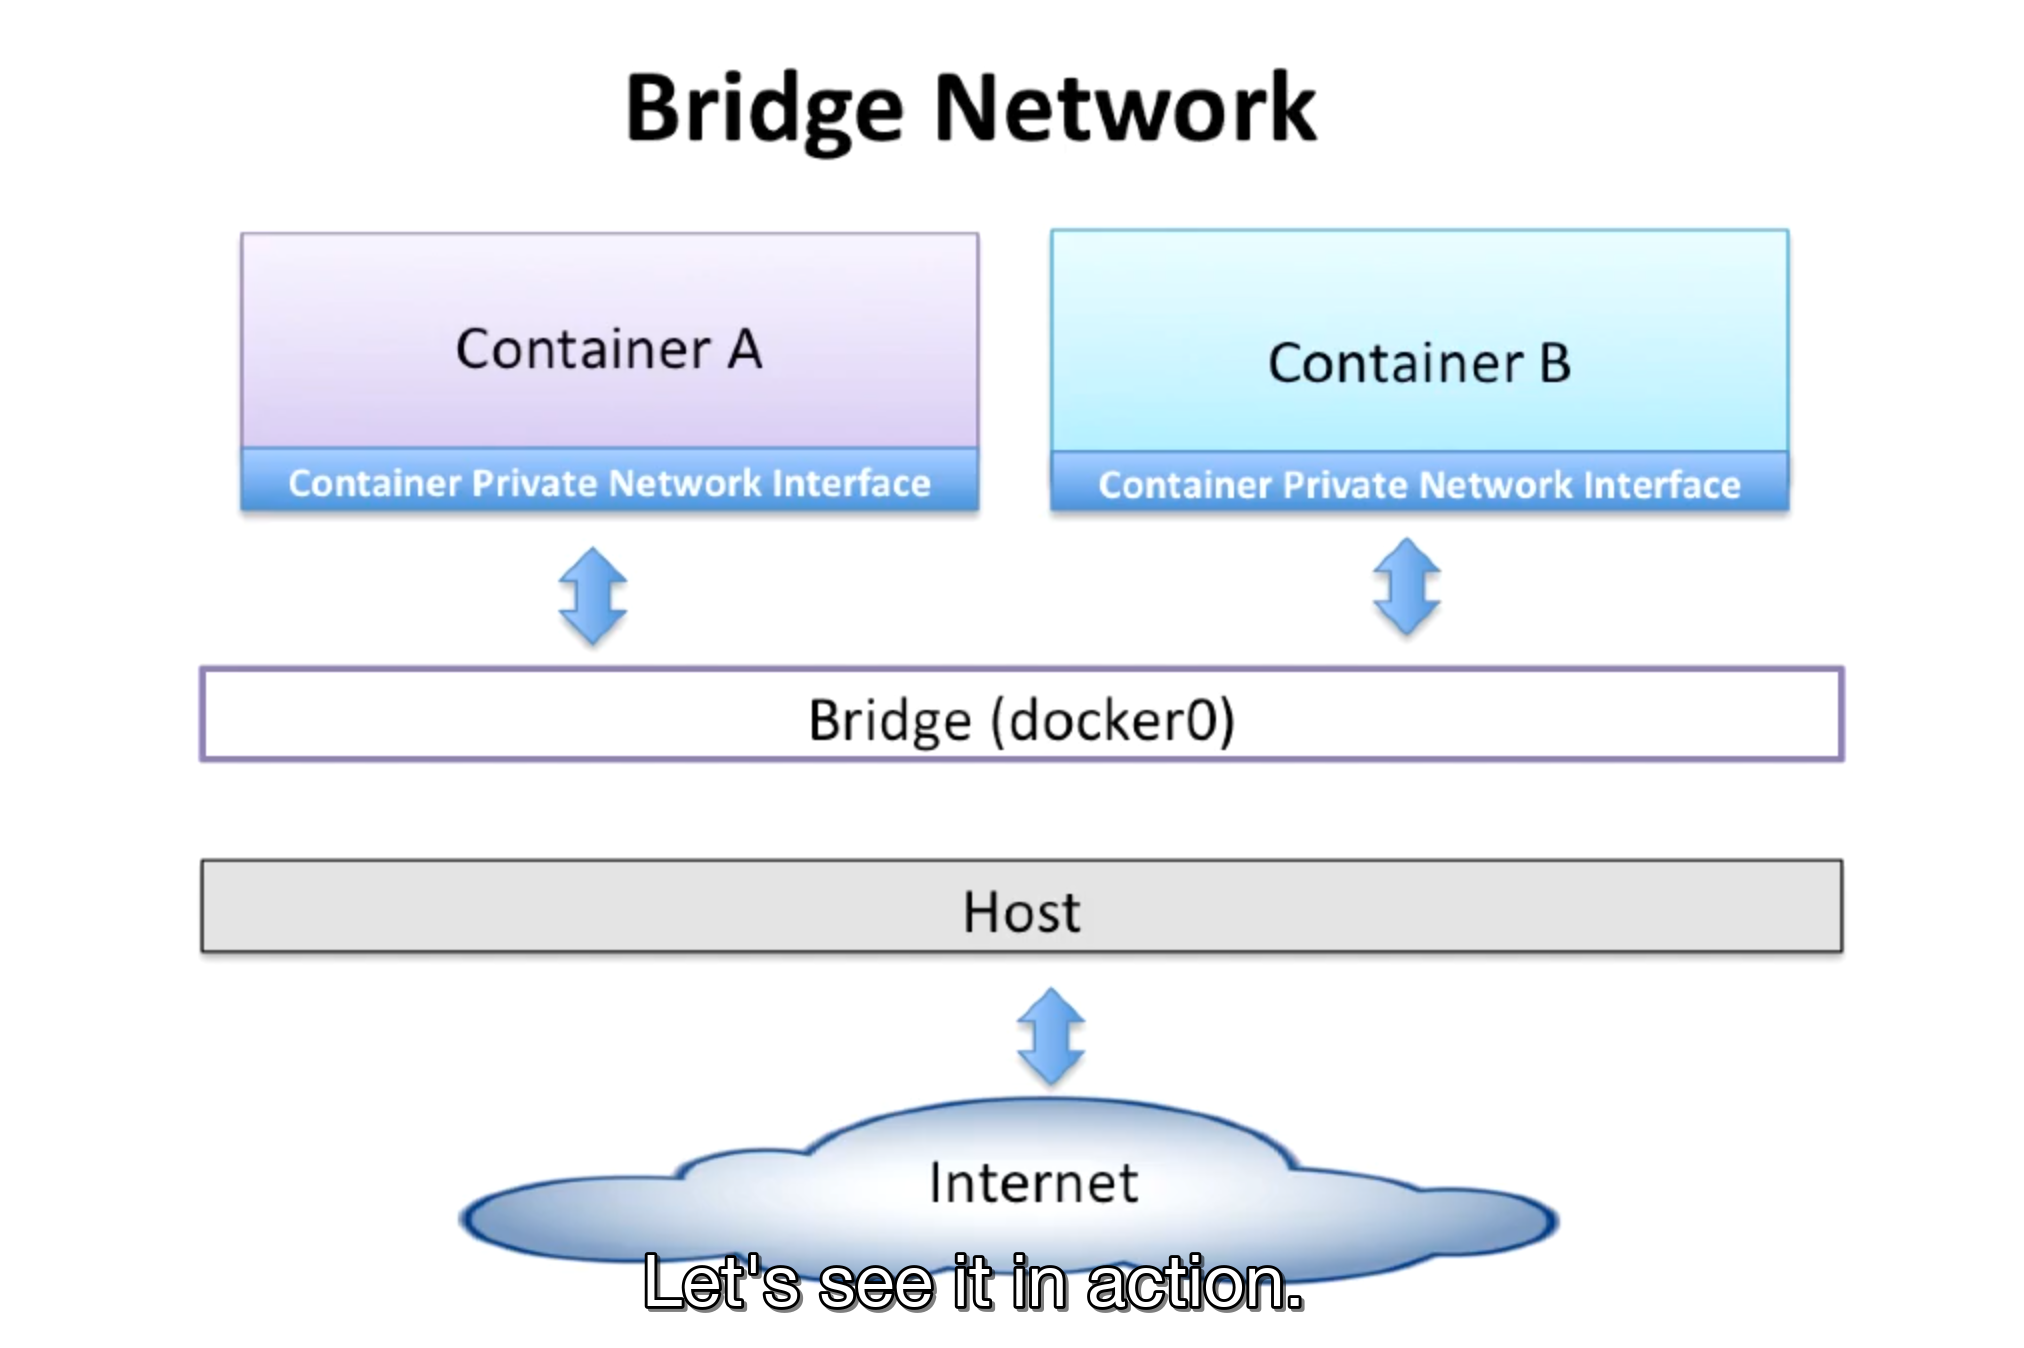 Bridge Network
Container A
Container Private Network Interface
Container B
Container Private Network Interface
Bridge (docker0)
Host
Internet
Let's see it in action.